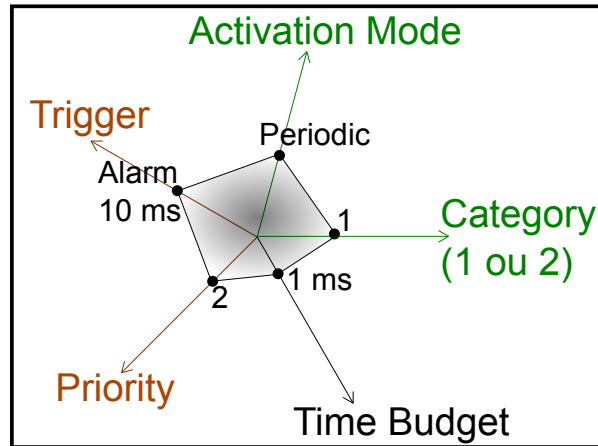 Activation Mode
Trigger
Periodic
Alarm
10 ms
1
Category
(1 ou 2)
1 ms
2
Priority
Time Budget